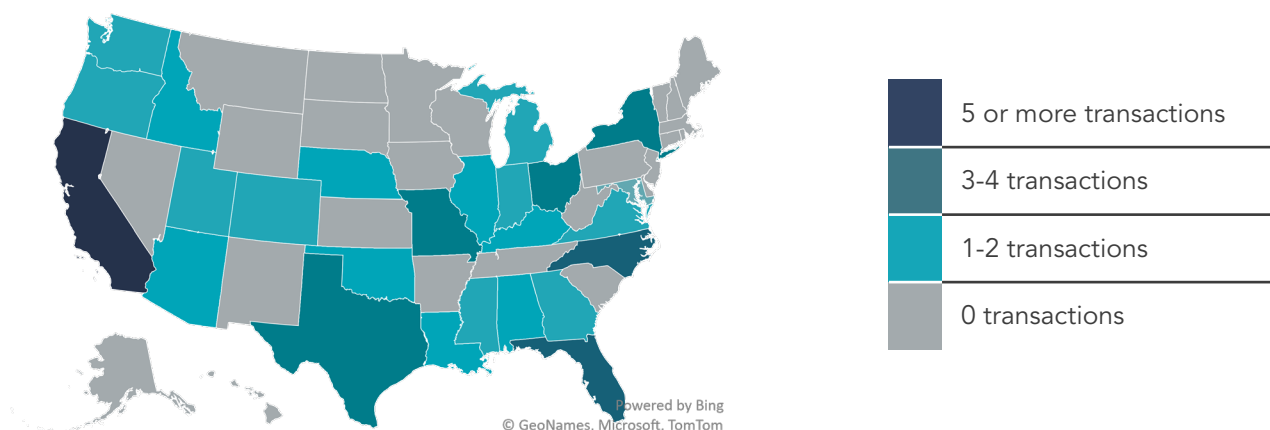 5 or more transactions
3-4 transactions
1-2 transactions
0 transactions
Powered by Bing
© GeoNames, Microsoft, TomTom